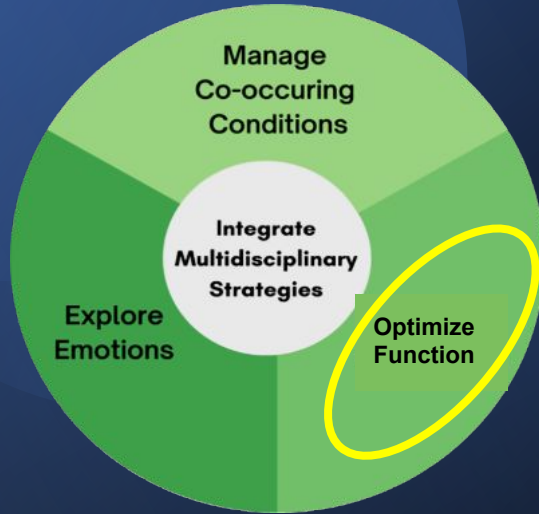 Manage
Co-occuring
Conditions
Integrate
Multidisciplinary
Strategies
Explore
Emotions
Optimize
Function